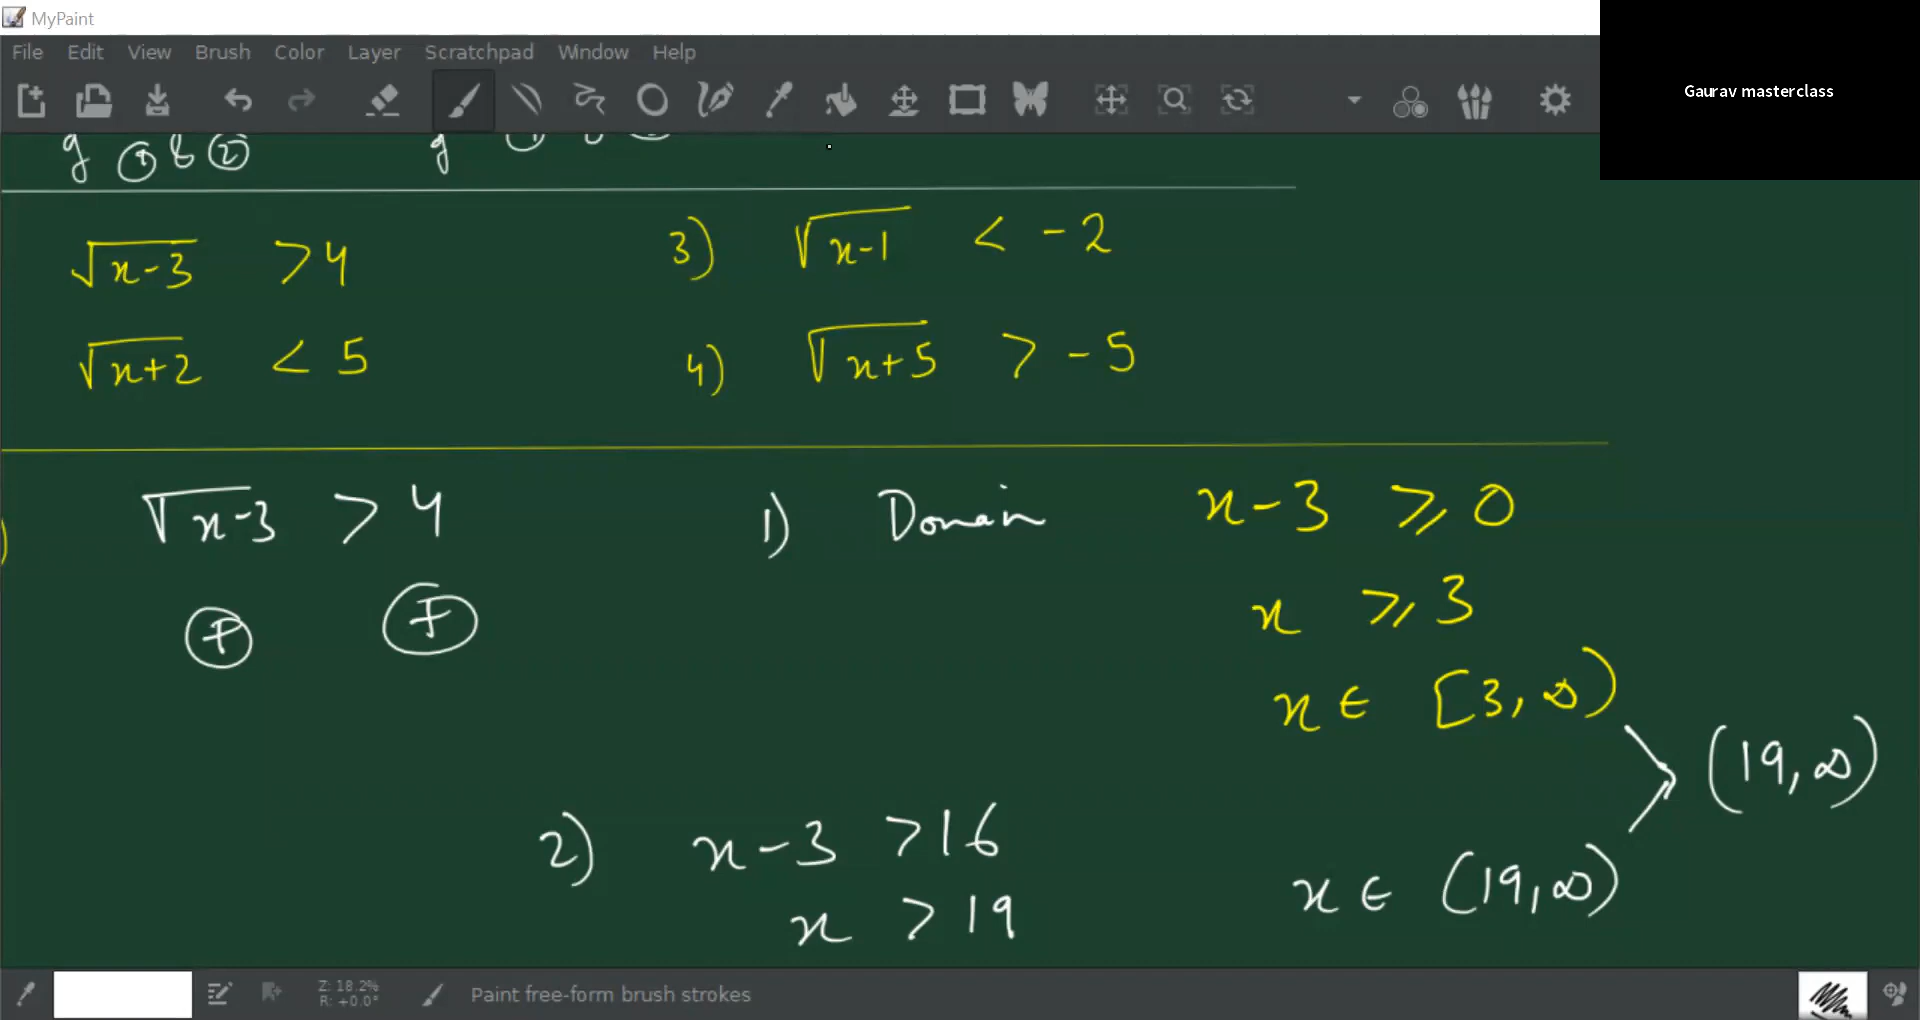 MyPaint
File Edit View Brush Color Layer Scratchpad Window Help
Gaurav masterclass
g ① & ② g
√x-3 > 4 3) √x-1 < -2
√x+2 < 5 4) √x+5 > -5
) √x-3 > 4 1) Domain x-3 ⩾ 0
x ⩾ 3
x ∈ [3, ∞)
(19, ∞)
2) x-3 > 16
x ∈ (19, ∞)
x > 19
Z: 18.2%
R: +0.0°
Paint free-form brush strokes